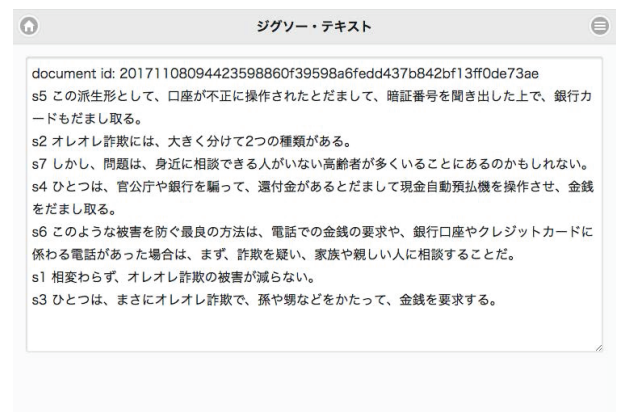 ジグソー・テキスト
document id: 20171108094423598860f39598a6fedd437b842bf13ff0de73ae
s5 この派生形として、口座が不正に操作されたとだまして、暗証番号を聞き出した上で、銀行カ
ードもだまし取る。
s2 オレオレ詐欺には、大きく分けて2つの種類がある。
s7 しかし、問題は、身近に相談できる人がいない高齢者が多くいることにあるのかもしれない。
s4 ひとつは、官公庁や銀行を騙って、還付金があるとだまして現金自動預払機を操作させ、金銭
をだまし取る。
s6 このような被害を防ぐ最良の方法は、電話での金銭の要求や、銀行口座やクレジットカードに
係わる電話があった場合は、まず、詐欺を疑い、家族や親しい人に相談することだ。
s1 相変わらず、オレオレ詐欺の被害が減らない。
s3 ひとつは、まさにオレオレ詐欺で、孫や甥などをかたって、金銭を要求する。